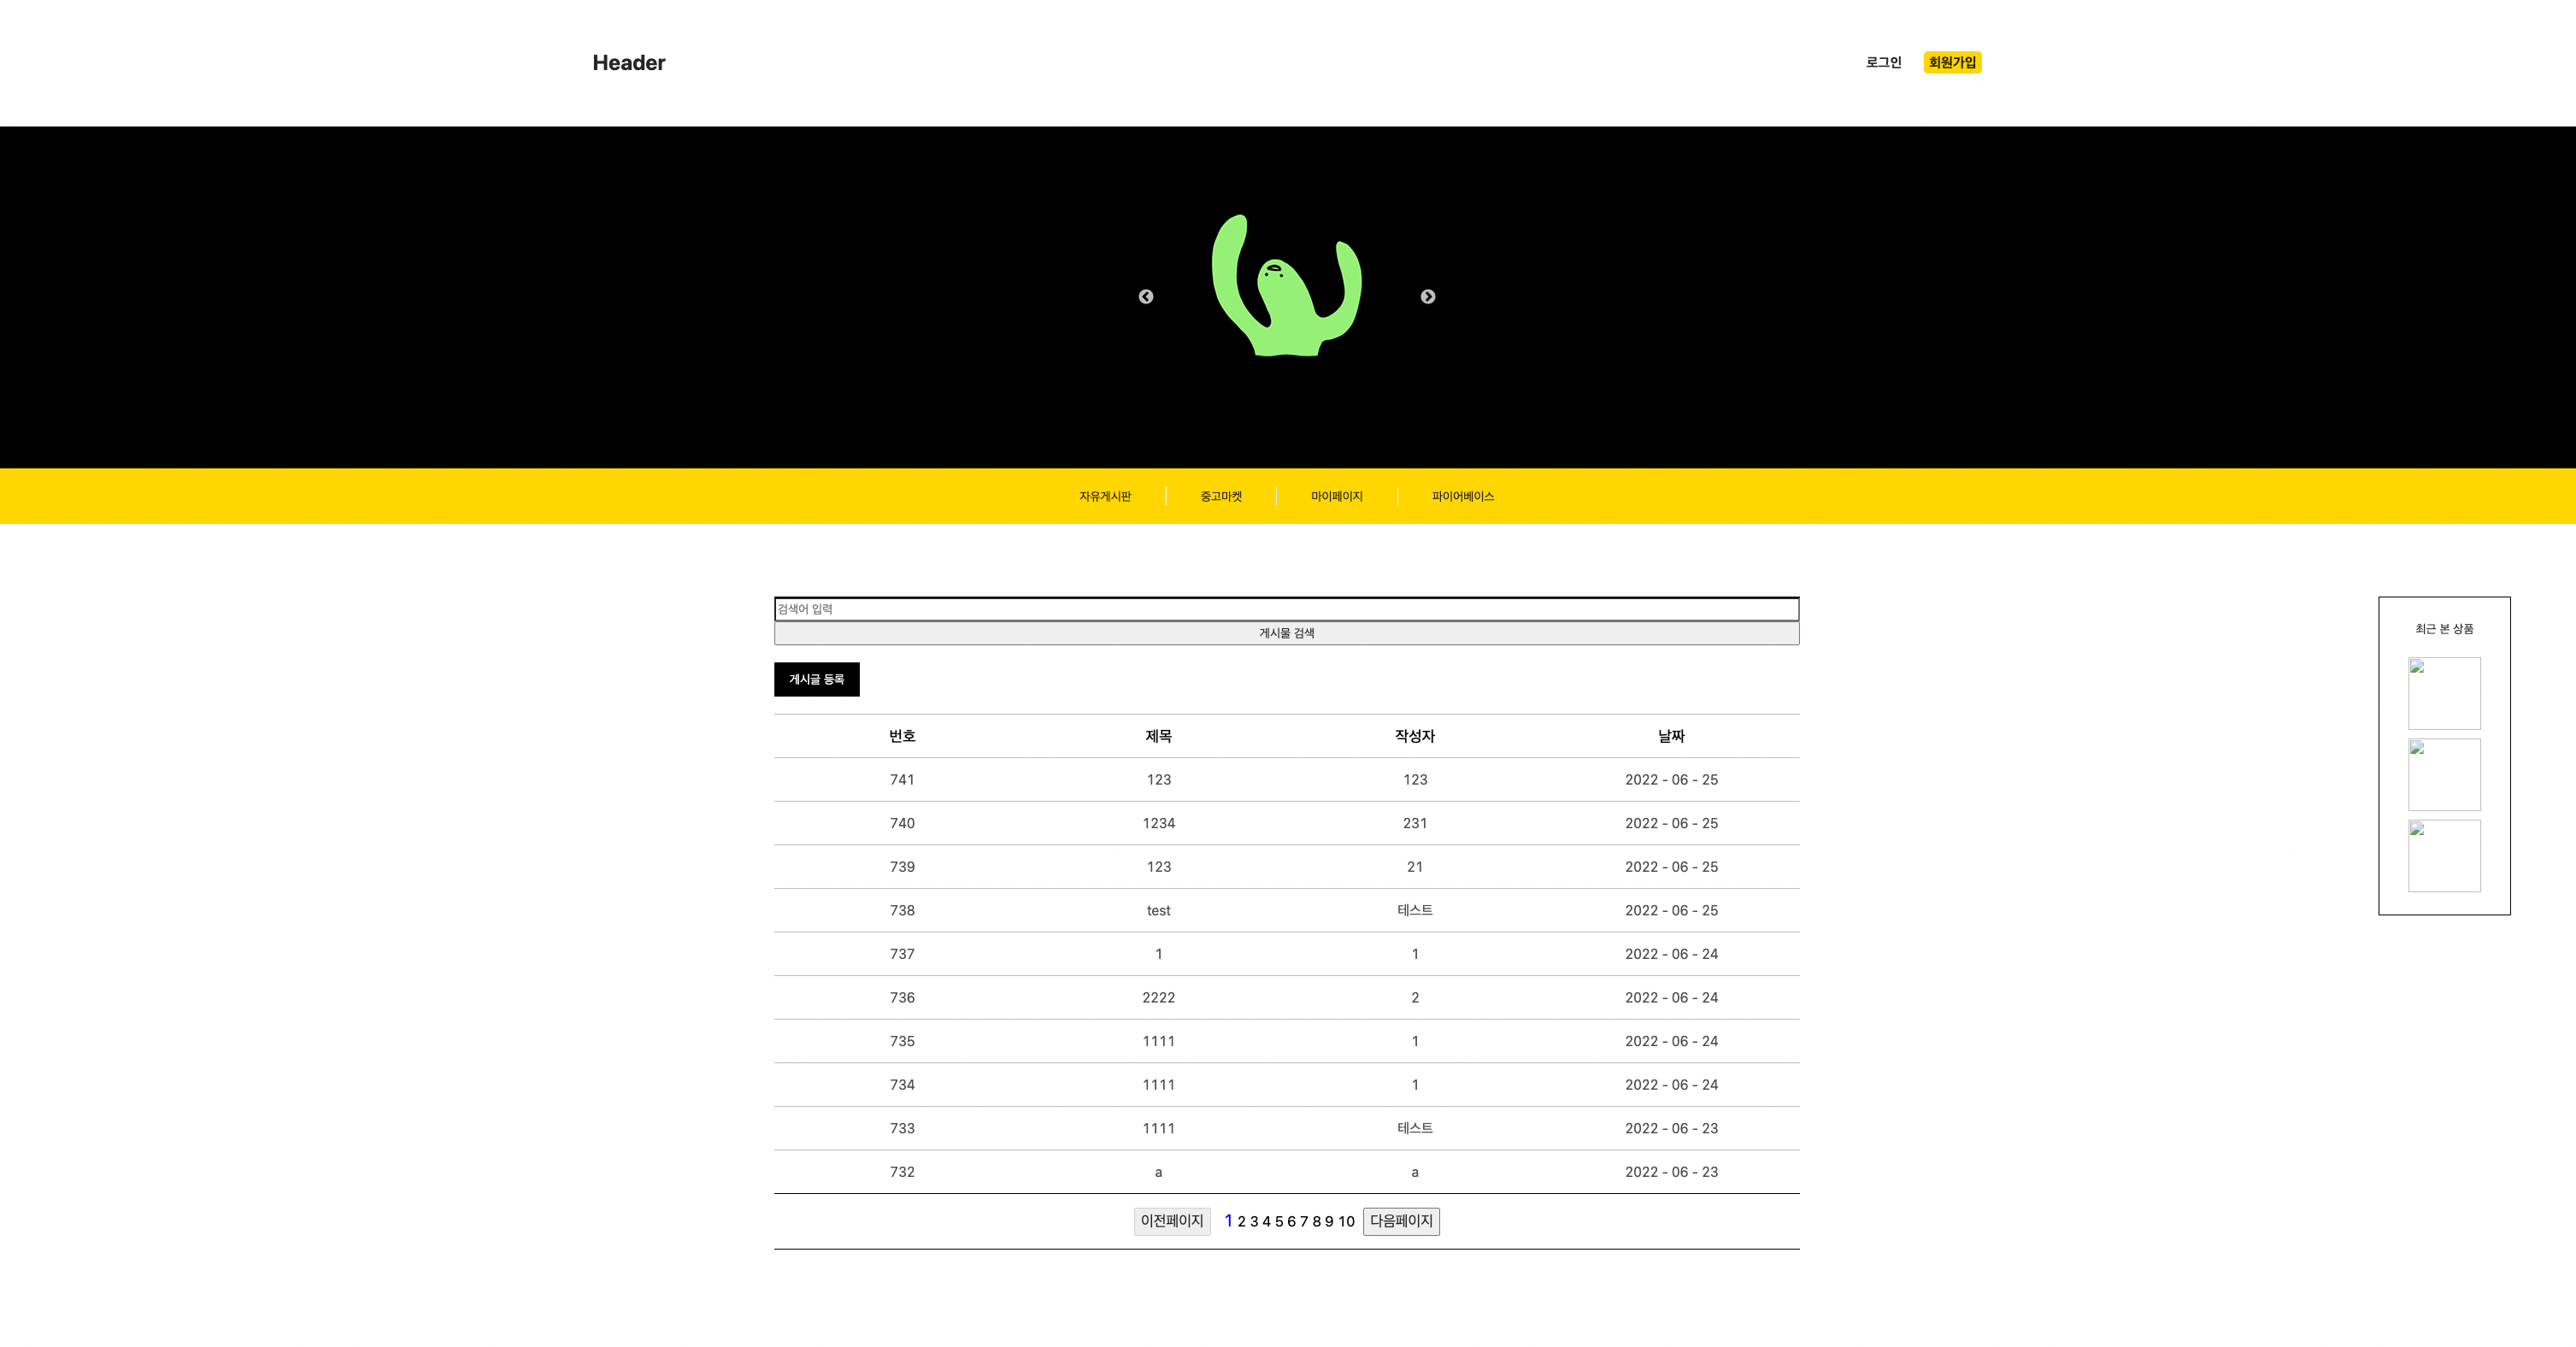 Header
로그인 회원가입
자유게시판 중고마켓 마이페이지 파이어베이스
검색어 입력
게시물 검색
최근 본 상품
게시글 등록
번호 제목 작성자 날짜
741 123 123 2022 - 06 - 25
740 1234 231 2022 - 06 - 25
739 123 21 2022 - 06 - 25
738 test 테스트 2022 - 06 - 25
737 1 1 2022 - 06 - 24
736 2222 2 2022 - 06 - 24
735 1111 1 2022 - 06 - 24
734 1111 1 2022 - 06 - 24
733 1111 테스트 2022 - 06 - 23
732 a a 2022 - 06 - 23
이전페이지 1 2 3 4 5 6 7 8 9 10 다음페이지